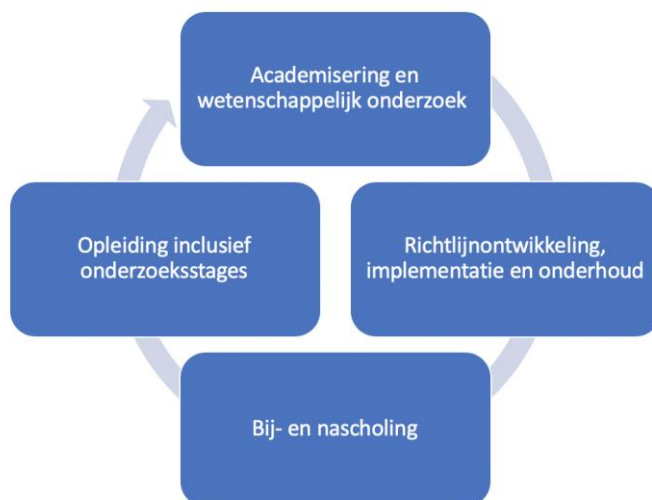 Academisering en
wetenschappelijk onderzoek
Opleiding inclusief
onderzoeksstages
Richtlijnontwikkeling,
implementatie en onderhoud
Bij- en nascholing